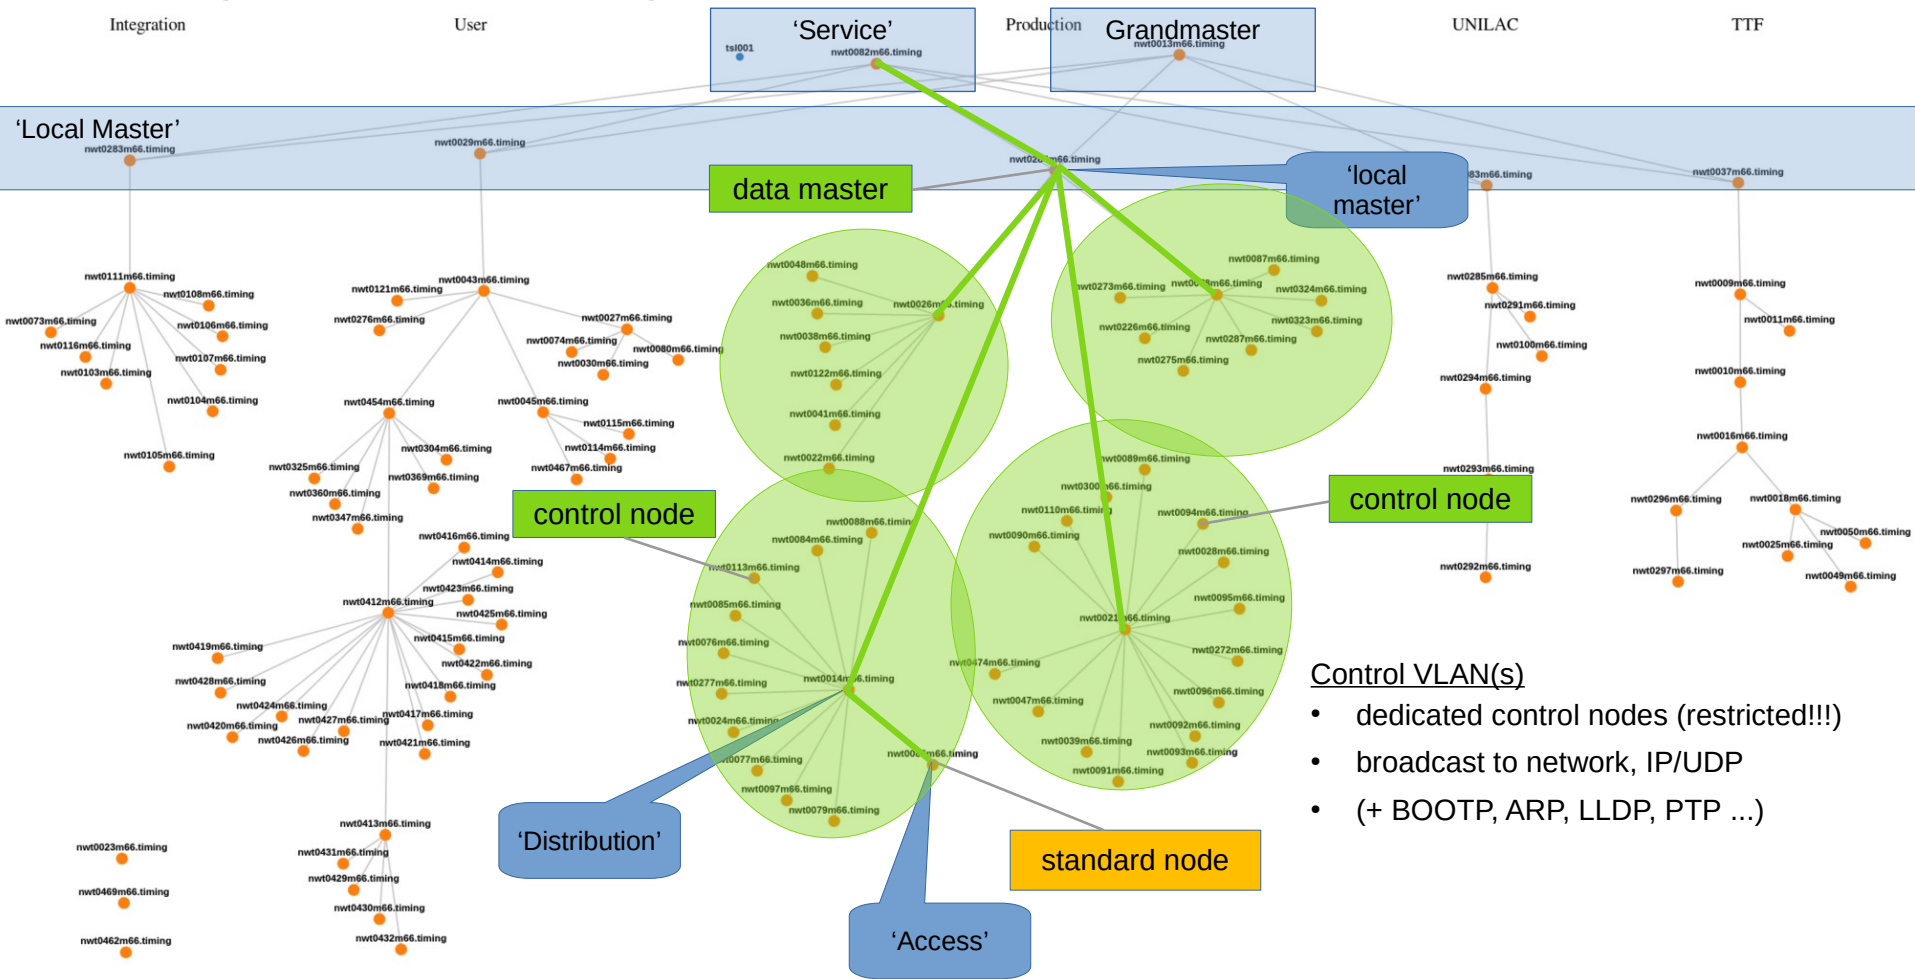 Integration
User
'Service'
Production
Grandmaster
UNILAC
TTF
tsl001
nwt0082m66.timing
nwt0013m66.timing
'Local Master'
nwt0283m66.timing
nwt0029m66.timing
data master
'local
master'
nwt0037m66.timing
nwt0111m66.timing
nwt0108m66.timing
nwt0073m66.timing
nwt0106m66.timing
nwt0116m66.timing
nwt0107m66.timing
nwt0103m66.timing
nwt0104m66.timing
nwt0105m66.timing
nwt0043m66.timing
nwt0121m66.timing
nwt0276m66.timing
nwt0027m66.timing
nwt0074m66.timing
nwt0080m66.timing
nwt0030m66.timing
nwt0454m66.timing
nwt0045m66.timing
nwt0115m66.timing
nwt0114m66.timing
nwt0467m66.timing
nwt0304m66.timing
nwt0325m66.timing
nwt0369m66.timing
nwt0360m66.timing
nwt0347m66.timing
nwt0416m66.timing
nwt0414m66.timing
nwt0423m66.timing
nwt0412m66.timing
nwt0425m66.timing
nwt0415m66.timing
nwt0419m66.timing
nwt0422m66.timing
nwt0428m66.timing
nwt0418m66.timing
nwt0424m66.timing
nwt0417m66.timing
nwt0420m66.timing
nwt0427m66.timing
nwt0426m66.timing
nwt0421m66.timing
nwt0413m66.timing
nwt0431m66.timing
nwt0429m66.timing
nwt0430m66.timing
nwt0432m66.timing
nwt0023m66.timing
nwt0469m66.timing
nwt0462m66.timing
nwt0048m66.timing
nwt0036m66.timing
nwt0026m66.timing
nwt0038m66.timing
nwt0122m66.timing
nwt0041m66.timing
nwt0022m66.timing
nwt0087m66.timing
nwt0273m66.timing
nwt0324m66.timing
nwt0226m66.timing
nwt0323m66.timing
nwt0287m66.timing
nwt0275m66.timing
control node
nwt0088m66.timing
nwt0084m66.timing
nwt0113m66.timing
nwt0085m66.timing
nwt0076m66.timing
nwt0277m66.timing
nwt0014m66.timing
nwt0024m66.timing
nwt0077m66.timing
nwt0097m66.timing
nwt0079m66.timing
nwt0089m66.timing
nwt0300m66.timing
nwt0110m66.timing
nwt0094m66.timing
nwt0090m66.timing
nwt0028m66.timing
nwt0095m66.timing
nwt0021m66.timing
nwt0272m66.timing
nwt0474m66.timing
nwt0096m66.timing
nwt0047m66.timing
nwt0092m66.timing
nwt0039m66.timing
nwt0093m66.timing
nwt0091m66.timing
control node
nwt0285m66.timing
nwt0291m66.timing
nwt0100m66.timing
nwt0294m66.timing
nwt0293m66.timing
nwt0292m66.timing
nwt0009m66.timing
nwt0011m66.timing
nwt0010m66.timing
nwt0016m66.timing
nwt0296m66.timing
nwt0018m66.timing
nwt0050m66.timing
nwt0025m66.timing
nwt0297m66.timing
nwt0049m66.timing
'Distribution'
'Access'
standard node
Control VLAN(s)
• dedicated control nodes (restricted!!!)
• broadcast to network, IP/UDP
• (+ BOOTP, ARP, LLDP, PTP ...)